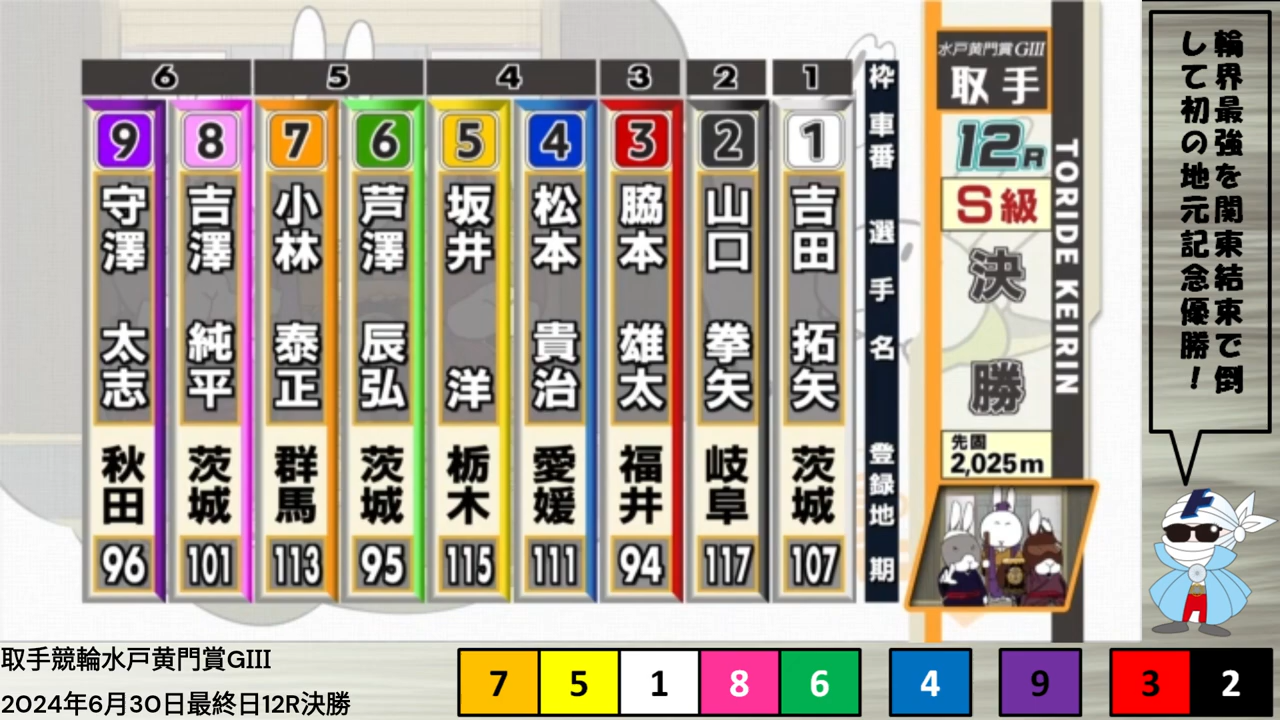 輪界最強を関東結束で倒
して初の地元記念優勝！
水戸黄門賞GIII
取手
12R
S級
決勝
先固
2,025m
TORIDE KEIRIN
枠 車番 選手名 登録地 期
1 1 吉田 拓矢 茨城 107
2 2 山口 拳矢 岐阜 117
3 3 脇本 雄太 福井 94
4 4 松本 貴治 愛媛 111
5 坂井 洋 栃木 115
5 6 芦澤 辰弘 茨城 95
7 小林 泰正 群馬 113
6 8 吉澤 純平 茨城 101
9 守澤 太志 秋田 96
取手競輪水戸黄門賞GIII
2024年6月30日最終日12R決勝
7 5 1 8 6 4 9 3 2
F